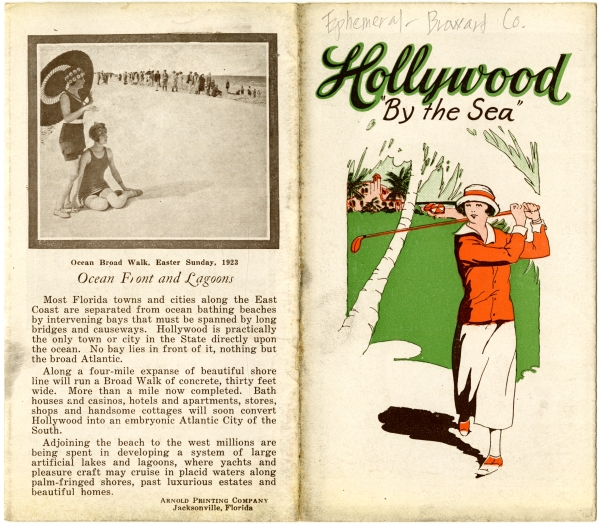 Ocean Broad Walk, Easter Sunday, 1923
Ocean Front and Lagoons
Most Florida towns and cities along the East
Coast are separated from ocean bathing beaches
by intervening bays that must be spanned by long
bridges and causeways. Hollywood is practically
the only town or city in the State directly upon
the ocean. No bay lies in front of it, nothing but
the broad Atlantic.
Along a four-mile expanse of beautiful shore
line will run a Broad Walk of concrete, thirty feet
wide. More than a mile now completed. Bath
houses and casinos, hotels and apartments, stores,
shops and handsome cottages will soon convert
Hollywood into an embryonic Atlantic City of the
South.
Adjoining the beach to the west millions are
being spent in developing a system of large
artificial lakes and lagoons, where yachts and
pleasure craft may cruise in placid waters along
palm-fringed shores, past luxurious estates and
beautiful homes.
Arnold Printing Company
Jacksonville, Florida
Ephemeral - Broward Co.
Hollywood
"By the Sea"